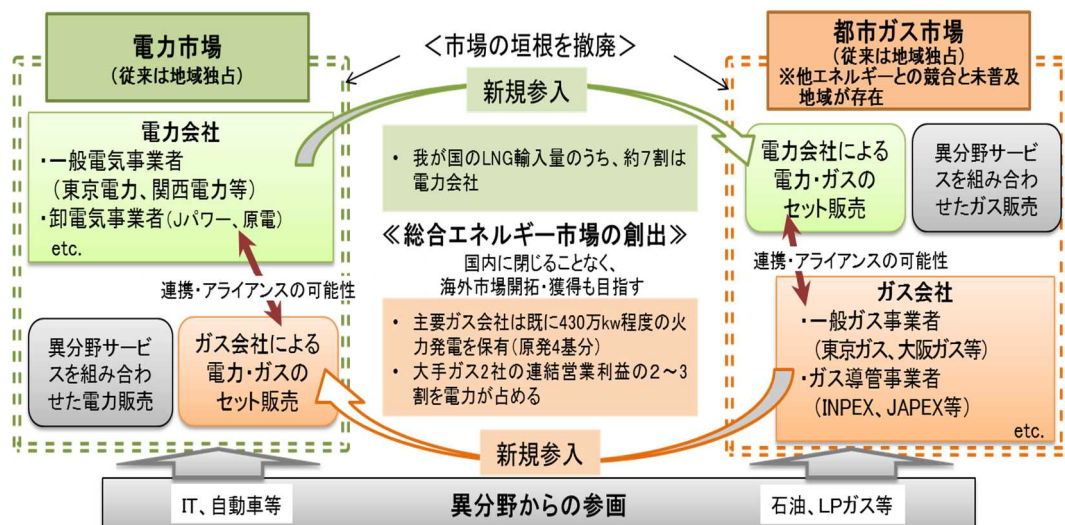 電力市場
(従来は地域独占)
＜市場の垣根を撤廃＞
都市ガス市場
(従来は地域独占)
※他エネルギーとの競合と未普及
地域が存在
新規参入
電力会社
・一般電気事業者
(東京電力、関西電力等)
・卸電気事業者(Jパワー、原電)
etc.
• 我が国のLNG輸入量のうち、約7割は
電力会社
電力会社による
電力・ガスの
セット販売
異分野サービ
スを組み合わ
せたガス販売
≪総合エネルギー市場の創出≫
国内に閉じることなく、
海外市場開拓・獲得も目指す
連携・アライアンスの可能性
連携・アライアンスの可能性
異分野サービ
スを組み合わ
せた電力販売
ガス会社による
電力・ガスの
セット販売
• 主要ガス会社は既に430万kw程度の火
力発電を保有(原発4基分)
• 大手ガス2社の連結営業利益の２～３
割を電力が占める
ガス会社
・一般ガス事業者
(東京ガス、大阪ガス等)
・ガス導管事業者
(INPEX、JAPEX等)
etc.
新規参入
IT、自動車等
異分野からの参画
石油、LPガス等